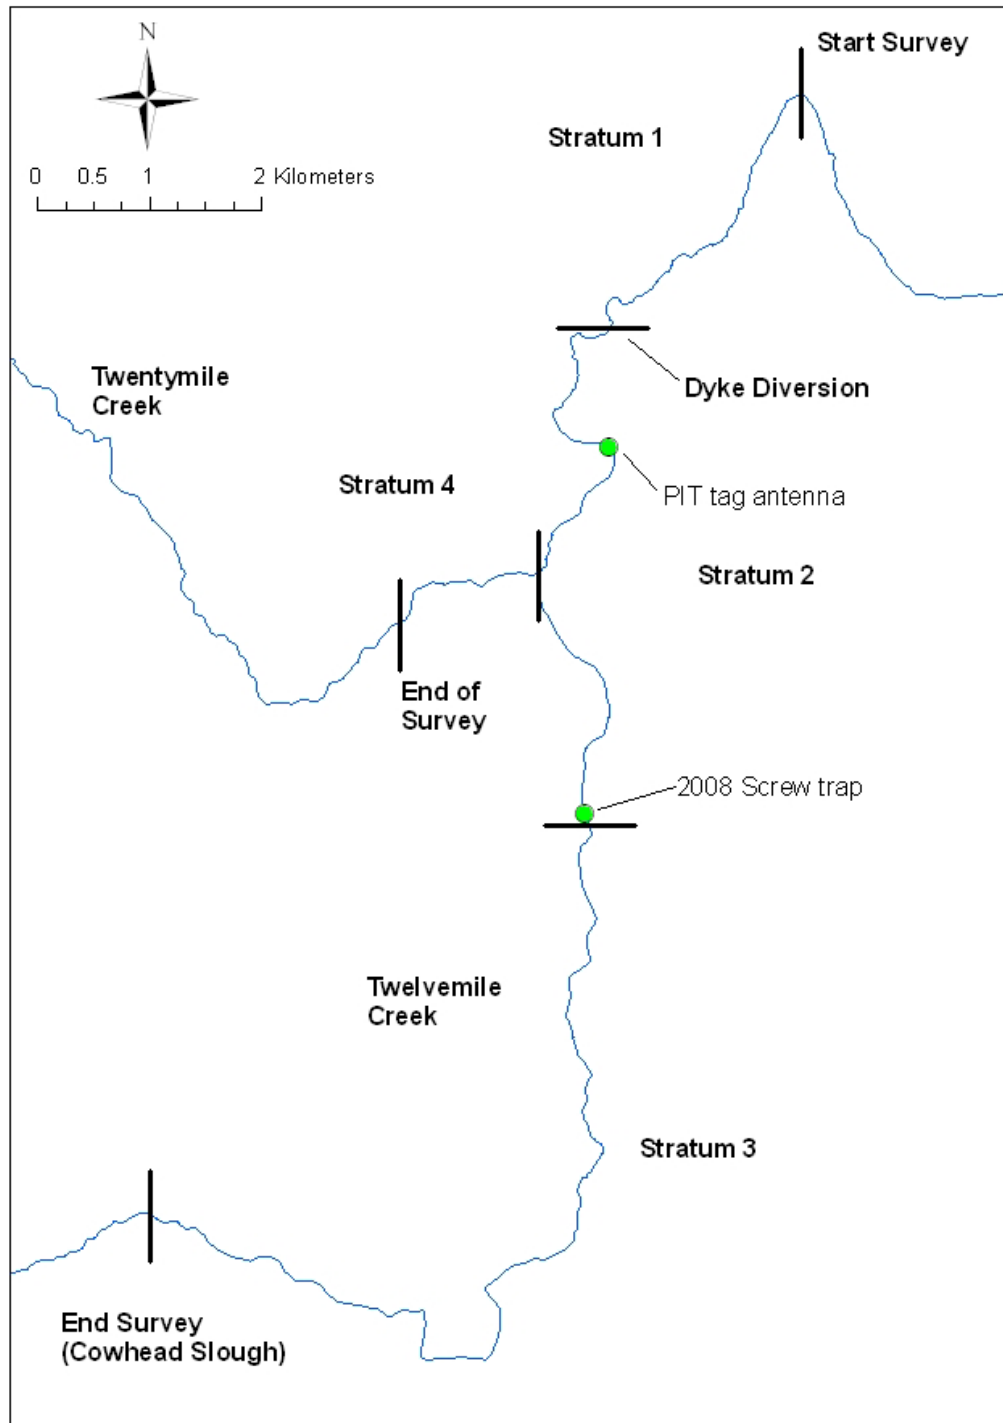 N
Start Survey
Stratum 1
0 0.5 1 2 Kilometers
Twentymile
Creek
Dyke Diversion
Stratum 4
PIT tag antenna
Stratum 2
End of
Survey
2008 Screw trap
Twelvemile
Creek
Stratum 3
End Survey
(Cowhead Slough)